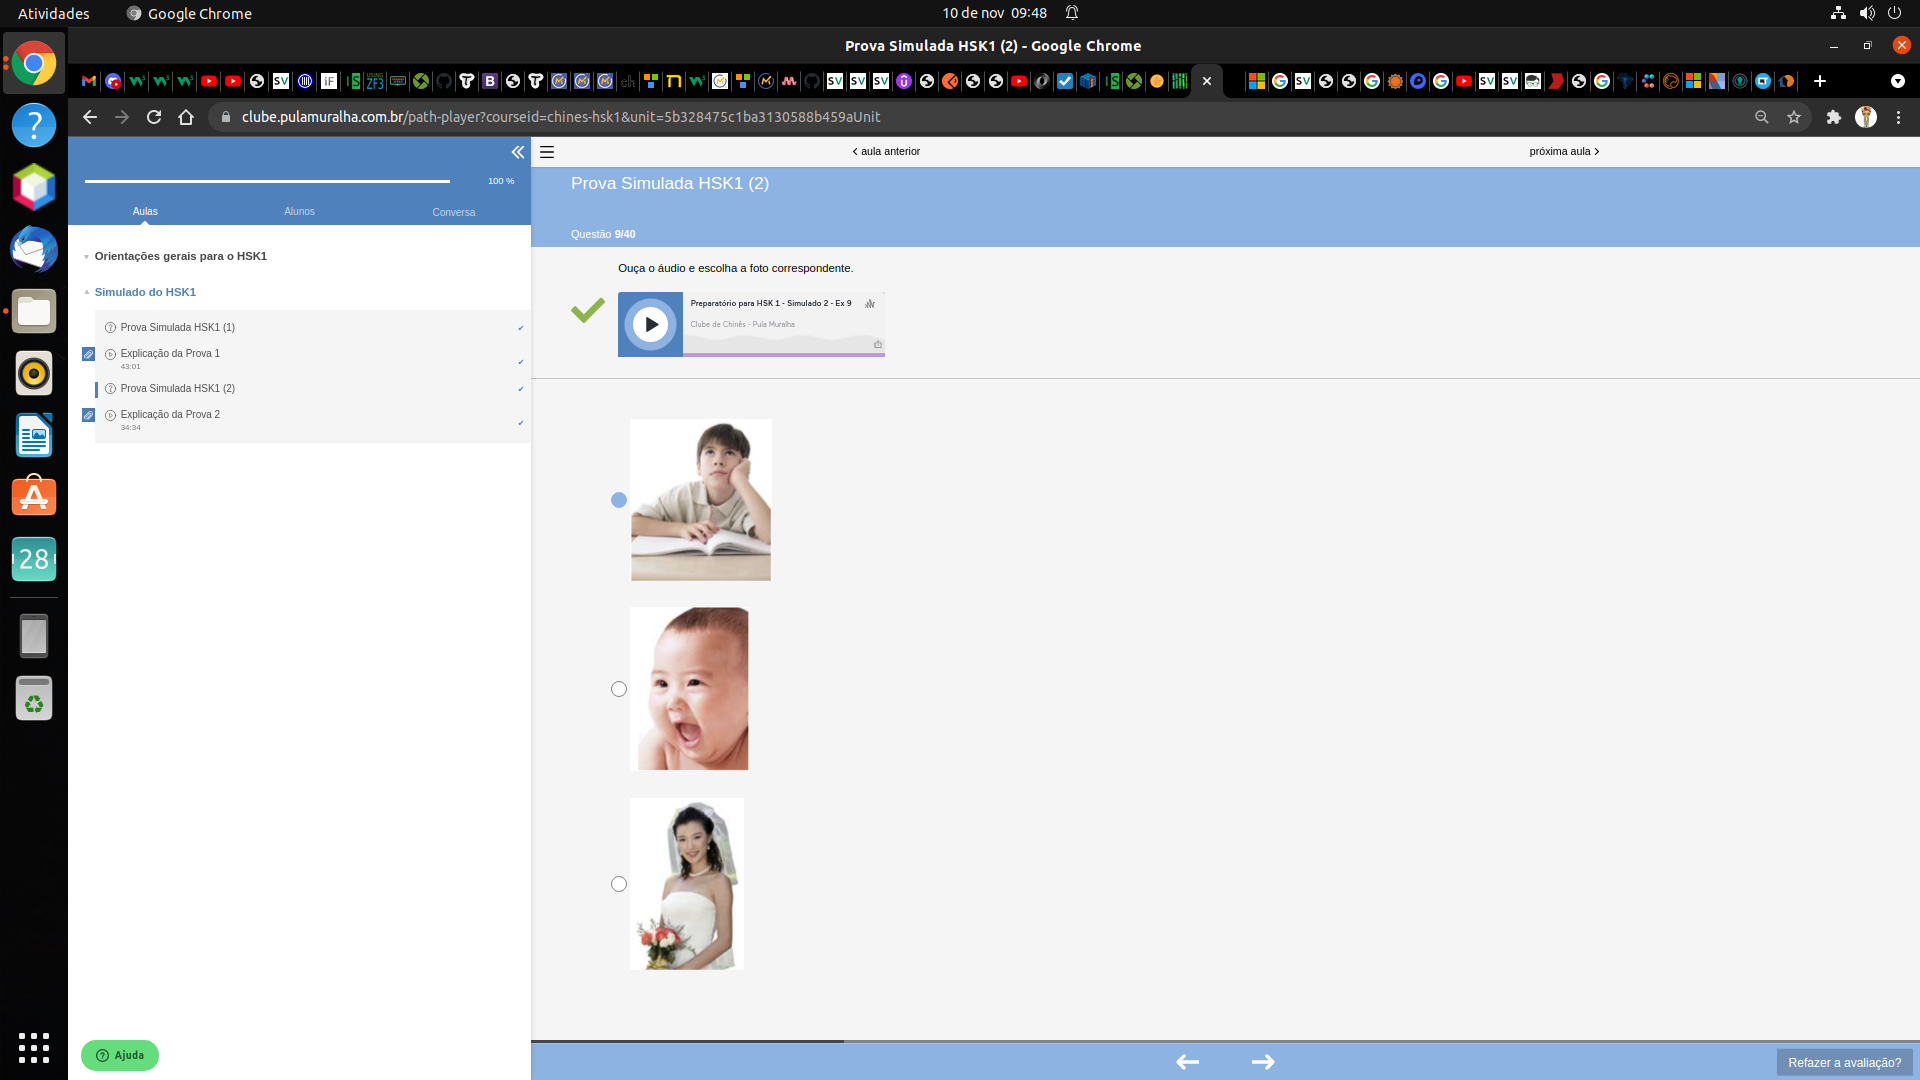 Atividades
Google Chrome
10 de nov 09:48
Prova Simulada HSK1 (2) - Google Chrome
clube.pulamuralha.com.br/path-player?courseid=chines-hsk1&unit=5b328475c1ba3130588b459aUnit
100 %
Aulas
Alunos
Conversa
Orientações gerais para o HSK1
Simulado do HSK1
Prova Simulada HSK1 (1)
Explicação da Prova 1
43:01
Prova Simulada HSK1 (2)
Explicação da Prova 2
34:34
Ajuda
aula anterior
próxima aula
Prova Simulada HSK1 (2)
Questão 9/40
Ouça o áudio e escolha a foto correspondente.
Preparatório para HSK 1 - Simulado 2 - Ex 9
Clube de Chinês - Pula Muralha
28
Refazer a avaliação?